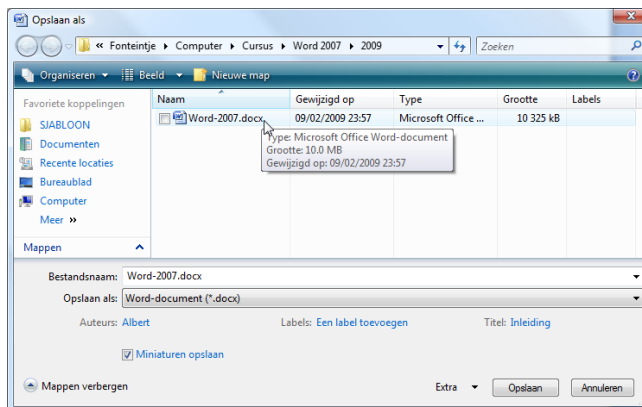 Opslaan als
« Fonteintje ▸ Computer ▸ Cursus ▸ Word 2007 ▸ 2009
Zoeken
Organiseren Beeld Nieuwe map
Favoriete koppelingen
SJABLOON
Documenten
Recente locaties
Bureaublad
Computer
Meer »
Mappen
Naam Gewijzigd op Type Grootte Labels
Word-2007.docx 09/02/2009 23:57 Microsoft Office ... 10 325 kB
Type: Microsoft Office Word-document
Grootte: 10.0 MB
Gewijzigd op: 09/02/2009 23:57
Bestandsnaam: Word-2007.docx
Opslaan als: Word-document (*.docx)
Auteurs: Albert Labels: Een label toevoegen Titel: Inleiding
Miniaturen opslaan
Mappen verbergen Extra Opslaan Annuleren